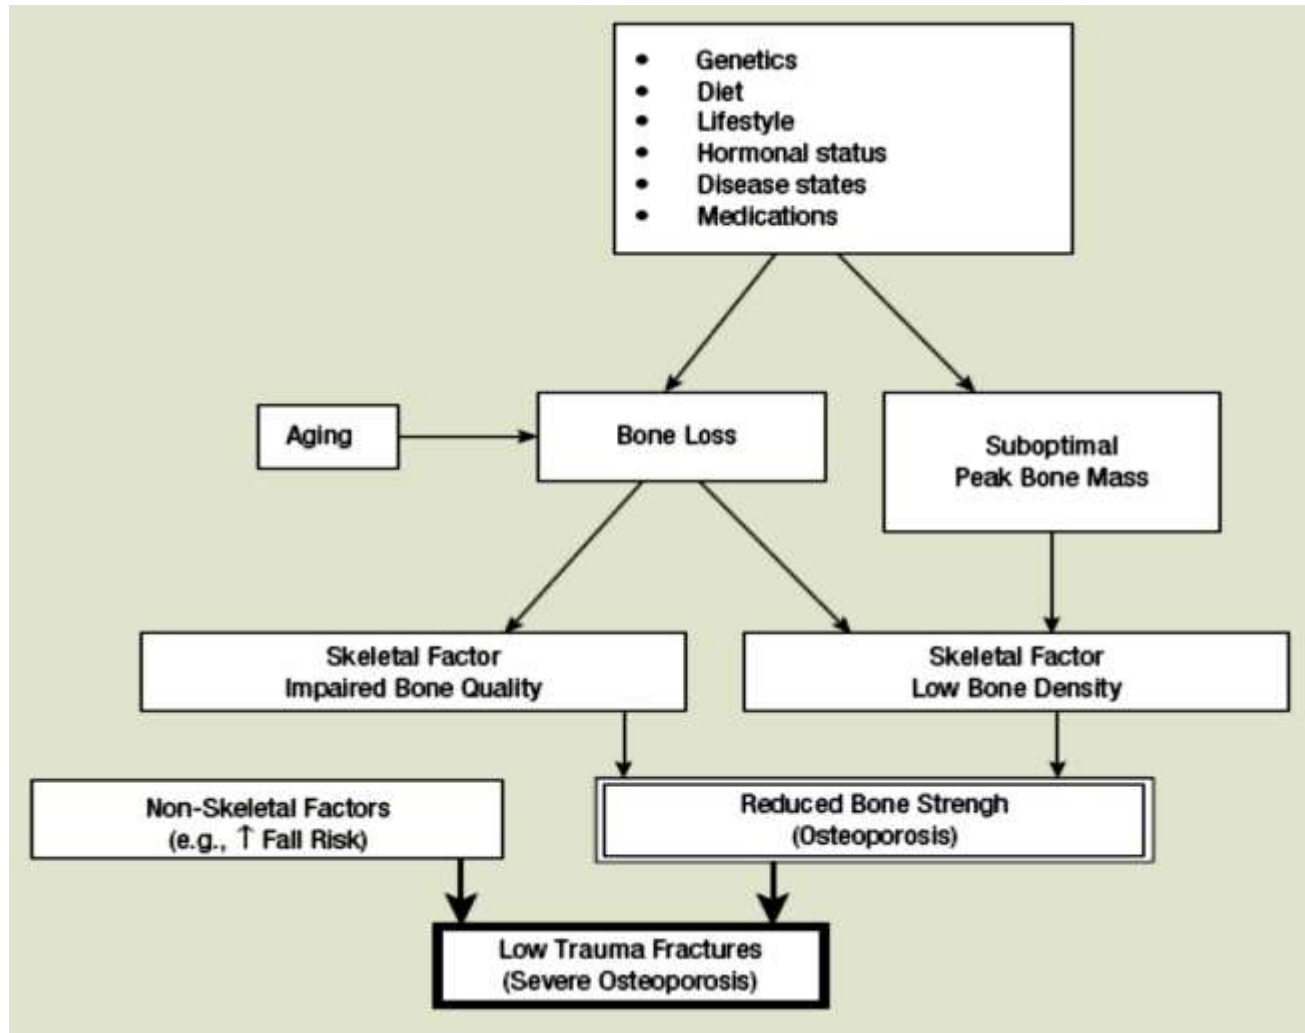 • Genetics
• Diet
• Lifestyle
• Hormonal status
• Disease states
• Medications
Aging
Bone Loss
Suboptimal
Peak Bone Mass
Skeletal Factor
Impaired Bone Quality
Skeletal Factor
Low Bone Density
Non-Skeletal Factors
(e.g., ↑ Fall Risk)
Reduced Bone Strengh
(Osteoporosis)
Low Trauma Fractures
(Severe Osteoporosis)